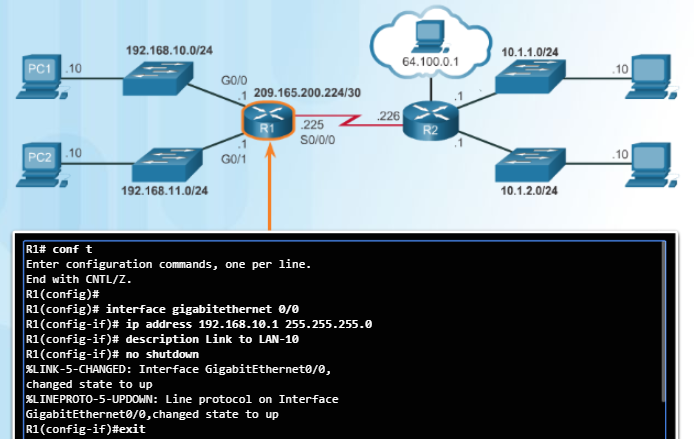 192.168.10.0/24
PC1
.10
G0/0
.1
209.165.200.224/30
R1
.225
S0/0/0
.1
G0/1
PC2
.10
192.168.11.0/24
64.100.0.1
.226
R2
.1
10.1.1.0/24
.10
.1
10.1.2.0/24
.10
R1# conf t
Enter configuration commands, one per line.
End with CNTL/Z.
R1(config)#
R1(config)# interface gigabitethernet 0/0
R1(config-if)# ip address 192.168.10.1 255.255.255.0
R1(config-if)# description Link to LAN-10
R1(config-if)# no shutdown
%LINK-5-CHANGED: Interface GigabitEthernet0/0,
changed state to up
%LINEPROTO-5-UPDOWN: Line protocol on Interface
GigabitEthernet0/0,changed state to up
R1(config-if)#exit